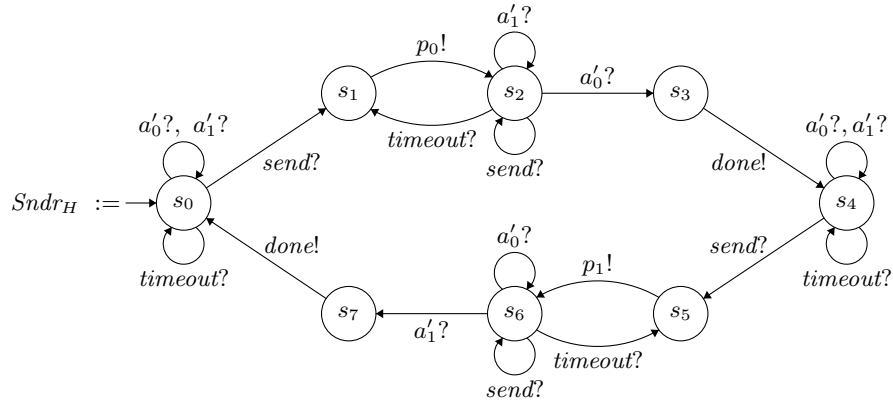 a′₁?
p₀!
s₁ s₂ a′₀? s₃
a′₀?, a′₁? timeout? a′₀?, a′₁?
send? send? done!
Sndr_H := s₀ s₄
done! a′₀? send?
timeout? p₁! timeout?
s₇ a′₁? s₆ s₅
timeout?
send?